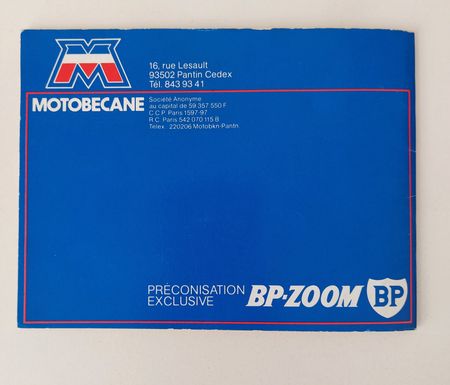 M
16, rue Lesault
93502 Pantin Cedex
Tél. 843 93 41
MOTOBECANE
Société Anonyme
au capital de 59 357 550 F
C.C.P. Paris 1597-97
R.C. Paris 542 070 115 B
Télex : 220206 Motobkn-Pantn.
PRÉCONISATION
EXCLUSIVE
BP-ZOOM
BP